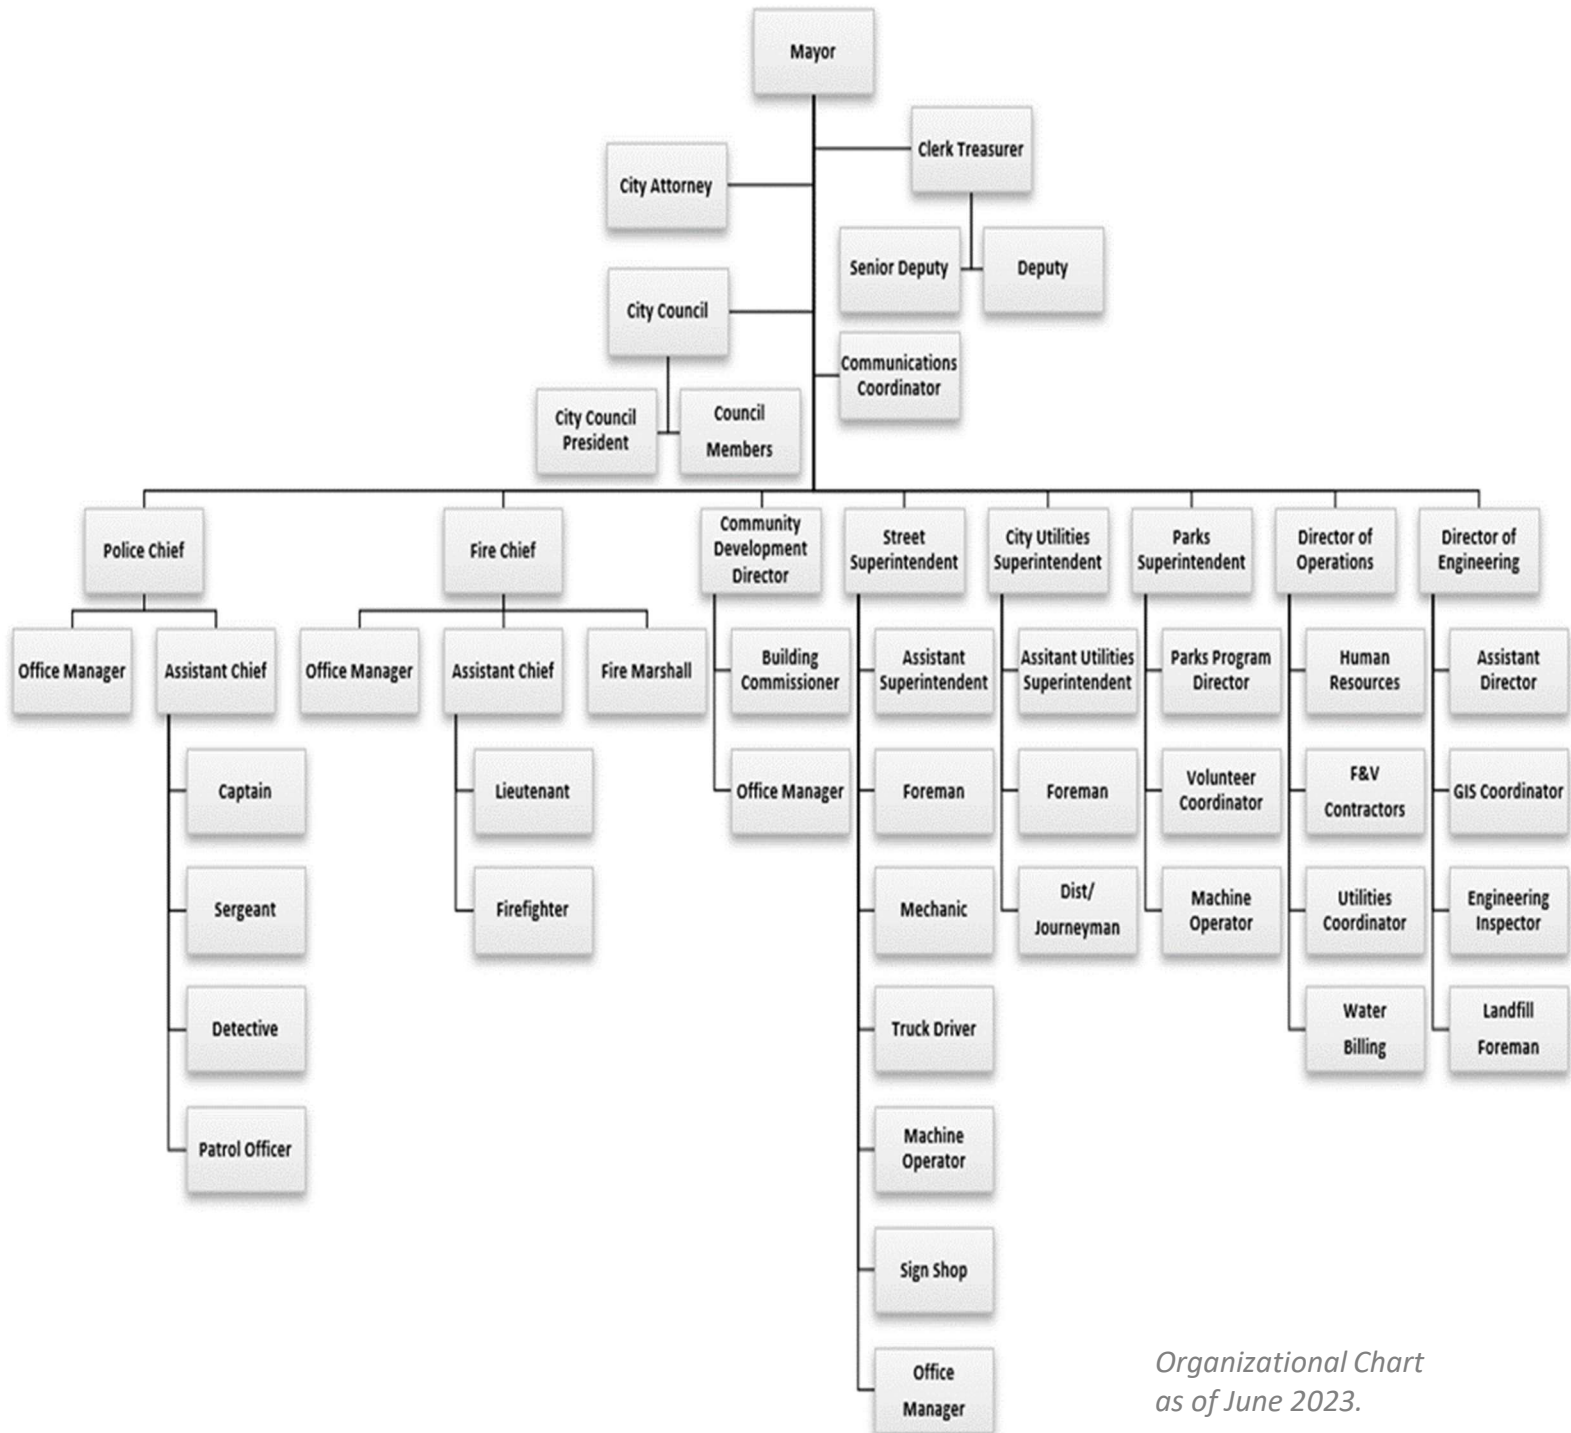 Mayor
Clerk Treasurer
City Attorney
Senior Deputy
Deputy
City Council
Communications
Coordinator
City Council
President
Council
Members
Police Chief
Fire Chief
Community
Development
Director
Street
Superintendent
City Utilities
Superintendent
Parks
Superintendent
Director of
Operations
Director of
Engineering
Office Manager
Assistant Chief
Office Manager
Assistant Chief
Fire Marshall
Building
Commissioner
Assistant
Superintendent
Assitant Utilities
Superintendent
Parks Program
Director
Human
Resources
Assistant
Director
Captain
Lieutenant
Office Manager
Foreman
Foreman
Volunteer
Coordinator
F&V
Contractors
GIS Coordinator
Sergeant
Firefighter
Mechanic
Dist/
Journeyman
Machine
Operator
Utilities
Coordinator
Engineering
Inspector
Detective
Truck Driver
Water
Billing
Landfill
Foreman
Patrol Officer
Machine
Operator
Sign Shop
Office
Manager
Organizational Chart
as of June 2023.